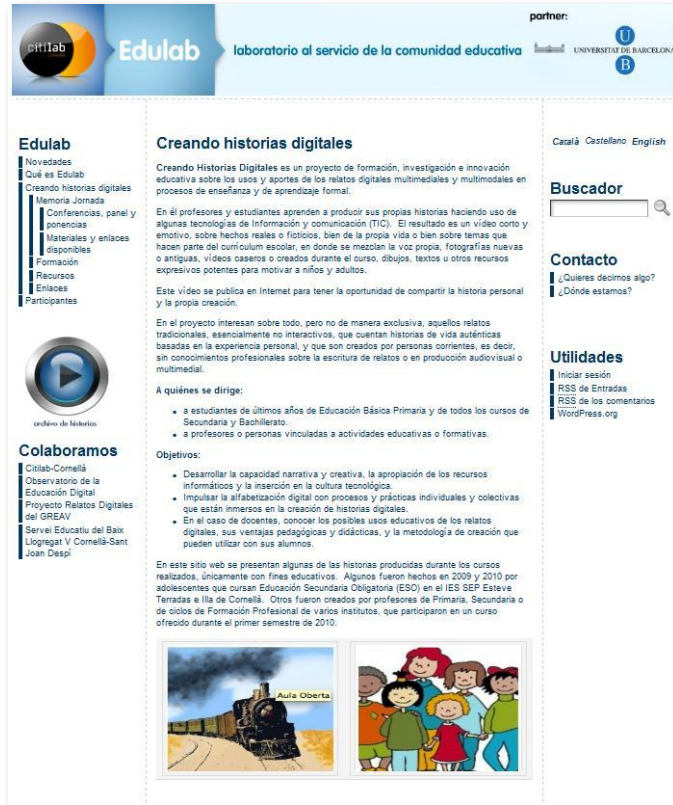 partner:
citilab
Edulab
laboratorio al servicio de la comunidad educativa
U
UNIVERSITAT DE BARCELONA
B
Edulab
Novedades
Qué es Edulab
Creando historias digitales
Memoria Jornada
Conferencias, panel y
ponencias
Materiales y enlaces
disponibles
Formación
Recursos
Enlaces
Participantes
archivo de historias
Colaboramos
Citilab-Cornellá
Observatorio de la
Educación Digital
Proyecto Relatos Digitales
del GREAV
Servei Educatiu del Baix
Llogregat V Cornellà-Sant
Joan Despí
Creando historias digitales
Creando Historias Digitales es un proyecto de formación, investigación e innovación
educativa sobre los usos y aportes de los relatos digitales multimediales y multimodales en
procesos de enseñanza y de aprendizaje formal.
En él profesores y estudiantes aprenden a producir sus propias historias haciendo uso de
algunas tecnologías de Información y comunicación (TIC). El resultado es un vídeo corto y
emotivo, sobre hechos reales o ficticios, bien de la propia vida o bien sobre temas que
hacen parte del currículum escolar, en donde se mezclan la voz propia, fotografías nuevas
o antiguas, vídeos caseros o creados durante el curso, dibujos, textos u otros recursos
expresivos potentes para motivar a niños y adultos.
Este vídeo se publica en Internet para tener la oportunidad de compartir la historia personal
y la propia creación.
En el proyecto interesan sobre todo, pero no de manera exclusiva, aquellos relatos
tradicionales, esencialmente no interactivos, que cuentan historias de vida auténticas
basadas en la experiencia personal, y que son creados por personas corrientes, es decir,
sin conocimientos profesionales sobre la escritura de relatos o en producción audiovisual o
multimedial.
A quiénes se dirige:
a estudiantes de últimos años de Educación Básica Primaria y de todos los cursos de
Secundaria y Bachillerato.
a profesores o personas vinculadas a actividades educativas o formativas.
Objetivos:
Desarrollar la capacidad narrativa y creativa, la apropiación de los recursos
informáticos y la inserción en la cultura tecnológica.
Impulsar la alfabetización digital con procesos y prácticas individuales y colectivas
que están inmersos en la creación de historias digitales.
En el caso de docentes, conocer los posibles usos educativos de los relatos
digitales, sus ventajas pedagógicas y didácticas, y la metodología de creación que
pueden utilizar con sus alumnos.
En este sitio web se presentan algunas de las historias producidas durante los cursos
realizados, únicamente con fines educativos. Algunos fueron hechos en 2009 y 2010 por
adolescentes que cursan Educación Secundaria Obligatoria (ESO) en el IES SEP Esteve
Terradas e Illa de Cornellá. Otros fueron creados por profesores de Primaria, Secundaria o
de ciclos de Formación Profesional de varios institutos, que participaron en un curso
ofrecido durante el primer semestre de 2010.
Aula Oberta
Català Castellano English
Buscador
Contacto
¿Quieres decirnos algo?
¿Dónde estamos?
Utilidades
Iniciar sesión
RSS de Entradas
RSS de los comentarios
WordPress.org